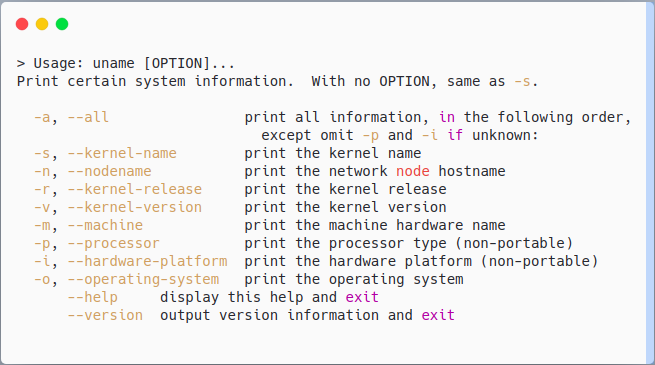 > Usage: uname [OPTION]...
Print certain system information.  With no OPTION, same as -s.
-a, --all                print all information, in the following order,
except omit -p and -i if unknown:
-s, --kernel-name        print the kernel name
-n, --nodename           print the network node hostname
-r, --kernel-release     print the kernel release
-v, --kernel-version     print the kernel version
-m, --machine            print the machine hardware name
-p, --processor          print the processor type (non-portable)
-i, --hardware-platform  print the hardware platform (non-portable)
-o, --operating-system   print the operating system
--help     display this help and exit
--version  output version information and exit